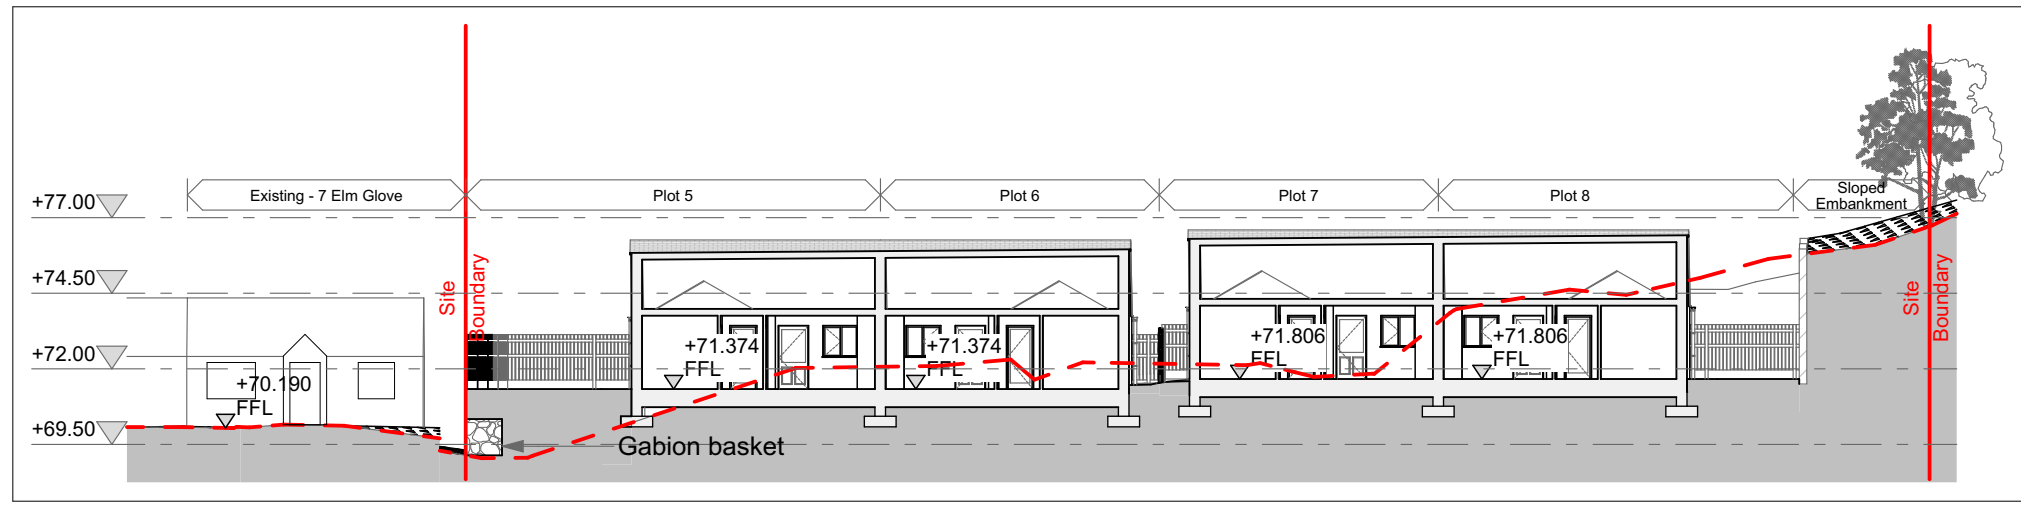 Existing - 7 Elm Glove
Plot 5
Plot 6
Plot 7
Plot 8
Sloped
Embankment
+77.00
+74.50
+72.00
+69.50
Site
Boundary
+70.190
FFL
+71.374
FFL
+71.374
FFL
+71.806
FFL
+71.806
FFL
Site
Boundary
Gabion basket